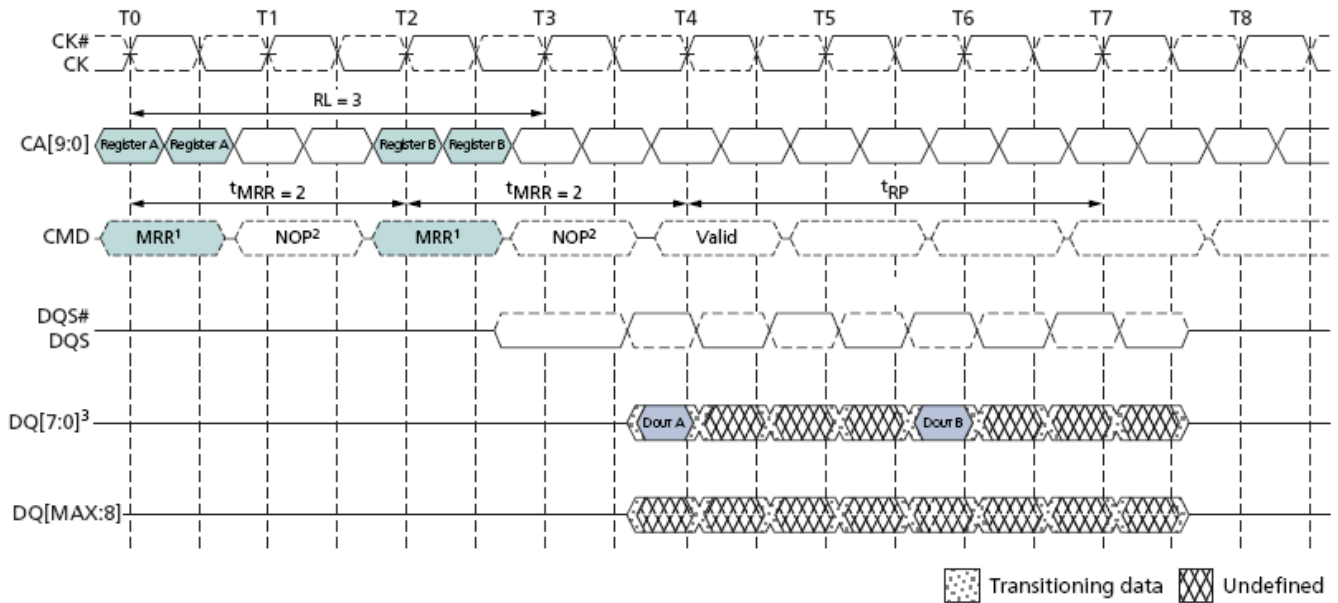 T0 T1 T2 T3 T4 T5 T6 T7 T8
CK#
CK
RL = 3
CA[9:0] Register A Register A Register B Register B
tMRR = 2 tMRR = 2 tRP
CMD MRR1 NOP2 MRR1 NOP2 Valid
DQS#
DQS
DQ[7:0]3 DOUT A DOUT B
DQ[MAX:8]
Transitioning data Undefined